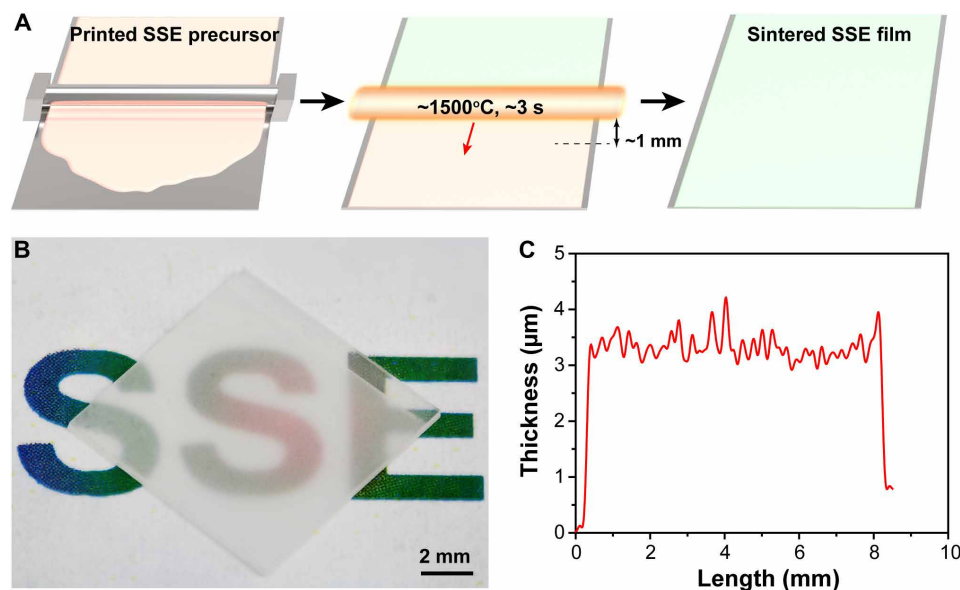 A
Printed SSE precursor
~1500°C, ~3 s
~1 mm
Sintered SSE film
B
SSE
2 mm
C
Thickness (μm)
5
4
3
2
1
0
0 2 4 6 8 10
Length (mm)